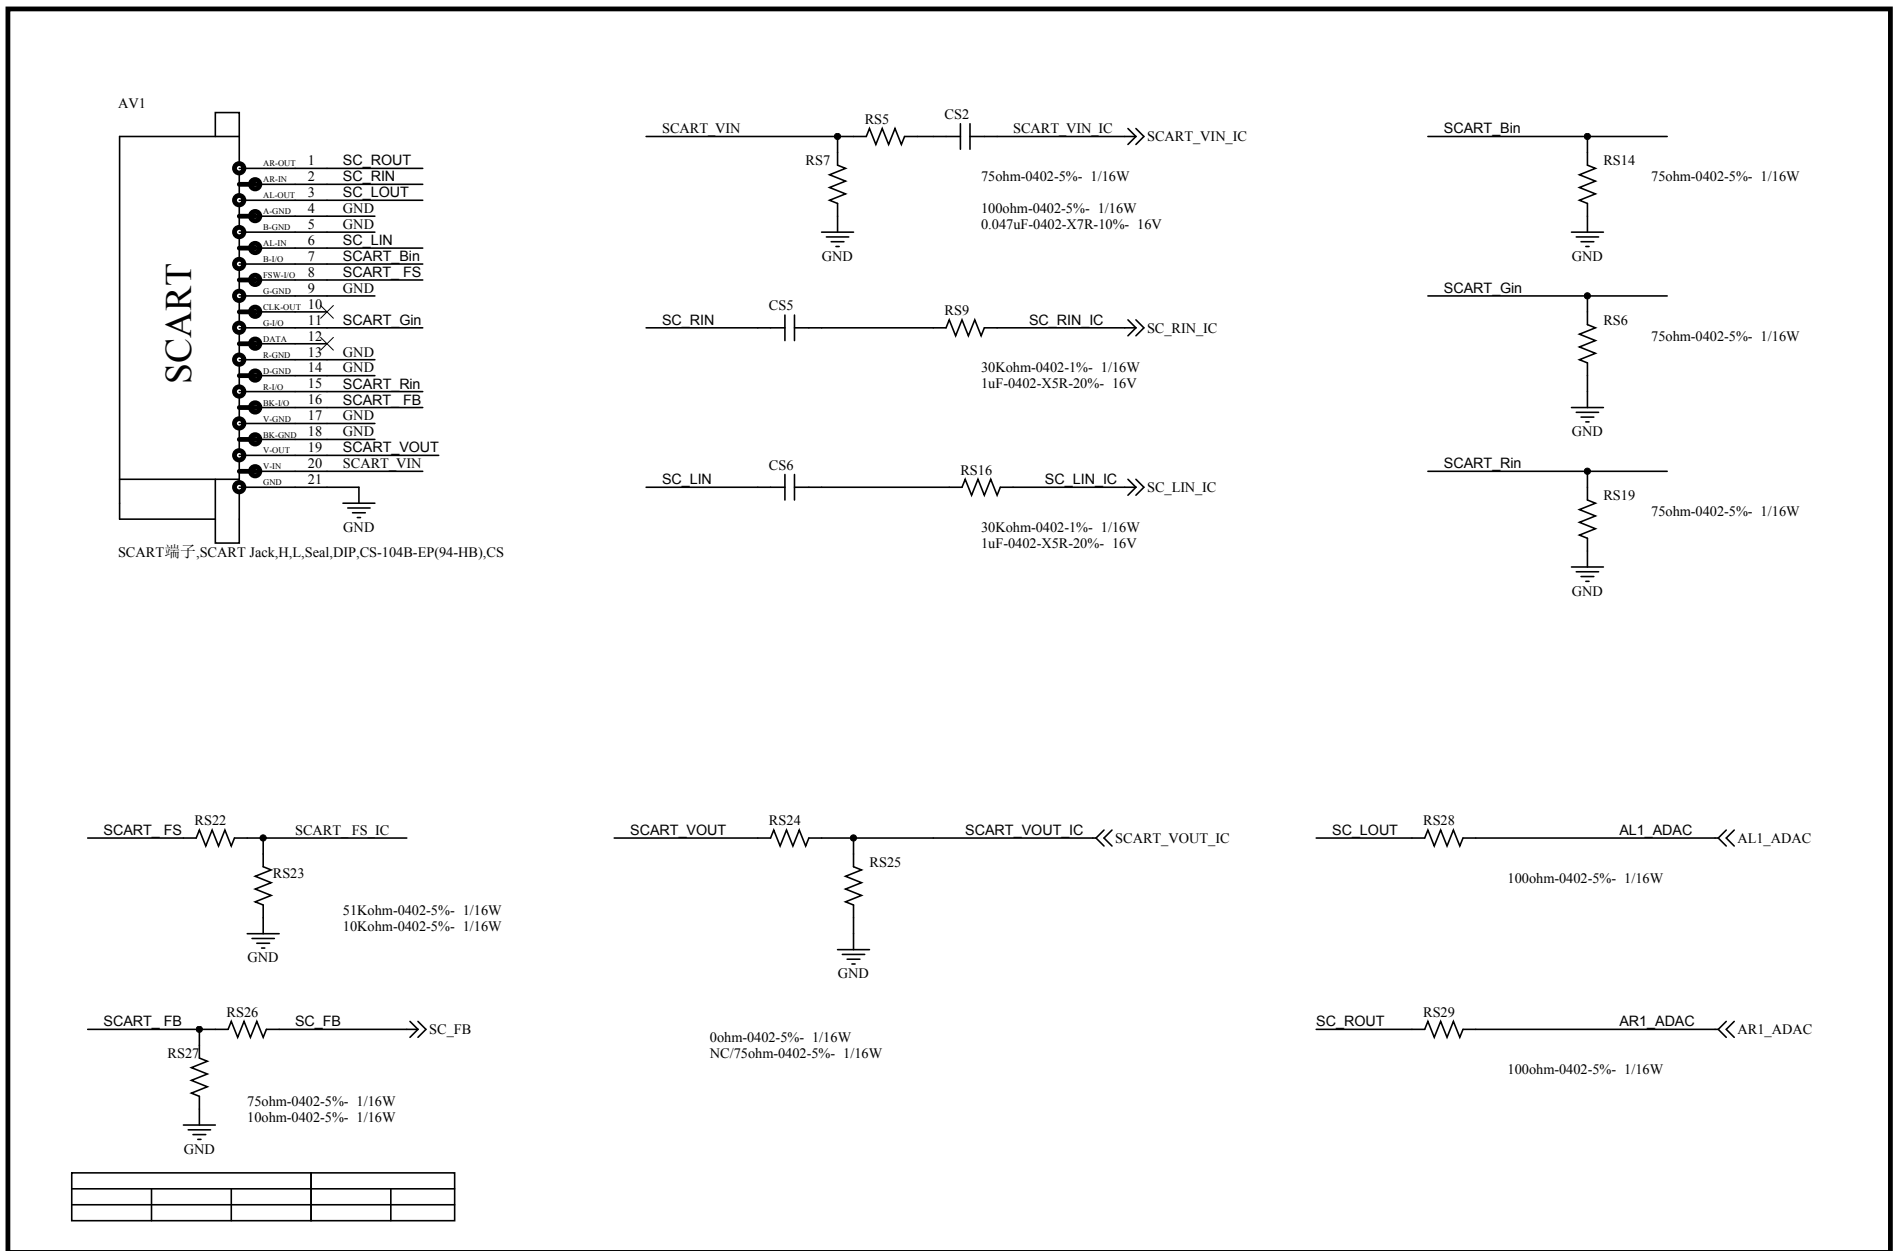 AV1
AR-OUT 1 SC_ROUT
AR-IN 2 SC_RIN
AL-OUT 3 SC_LOUT
A-GND 4 GND
B-GND 5 GND
AL-IN 6 SC_LIN
B-I/O 7 SCART_Bin
FSW-I/O 8 SCART_FS
G-GND 9 GND
CLK-OUT 10
G-I/O 11 SCART_Gin
DATA 12
R-GND 13 GND
D-GND 14 GND
R-I/O 15 SCART_Rin
BK-I/O 16 SCART_FB
V-GND 17 GND
BK-GND 18 GND
V-OUT 19 SCART_VOUT
V-IN 20 SCART_VIN
GND 21
GND
SCART
SCART端子,SCART Jack,H,L,Seal,DIP,CS-104B-EP(94-HB),CS
SCART_VIN RS5 CS2 SCART_VIN_IC SCART_VIN_IC
RS7
75ohm-0402-5%- 1/16W
100ohm-0402-5%- 1/16W
0.047uF-0402-X7R-10%- 16V
GND
SC_RIN CS5 RS9 SC_RIN_IC SC_RIN_IC
30Kohm-0402-1%- 1/16W
1uF-0402-X5R-20%- 16V
SC_LIN CS6 RS16 SC_LIN_IC SC_LIN_IC
30Kohm-0402-1%- 1/16W
1uF-0402-X5R-20%- 16V
SCART_Bin
RS14
75ohm-0402-5%- 1/16W
GND
SCART_Gin
RS6
75ohm-0402-5%- 1/16W
GND
SCART_Rin
RS19
75ohm-0402-5%- 1/16W
GND
SCART_FS RS22 SCART_FS_IC
RS23
51Kohm-0402-5%- 1/16W
10Kohm-0402-5%- 1/16W
GND
SCART_FB RS26 SC_FB SC_FB
RS27
75ohm-0402-5%- 1/16W
10ohm-0402-5%- 1/16W
GND
SCART_VOUT RS24 SCART_VOUT_IC SCART_VOUT_IC
RS25
GND
0ohm-0402-5%- 1/16W
NC/75ohm-0402-5%- 1/16W
SC_LOUT RS28 AL1_ADAC AL1_ADAC
100ohm-0402-5%- 1/16W
SC_ROUT RS29 AR1_ADAC AR1_ADAC
100ohm-0402-5%- 1/16W